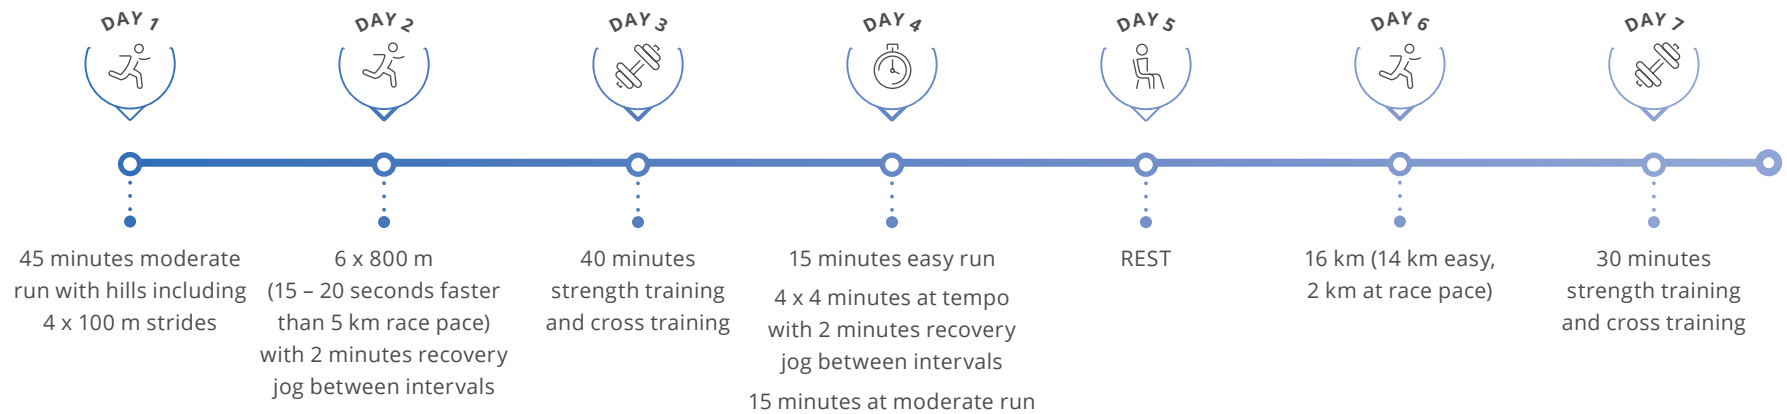 DAY 1
45 minutes moderate
run with hills including
4 x 100 m strides
DAY 2
6 x 800 m
(15 – 20 seconds faster
than 5 km race pace)
with 2 minutes recovery
jog between intervals
DAY 3
40 minutes
strength training
and cross training
DAY 4
15 minutes easy run
4 x 4 minutes at tempo
with 2 minutes recovery
jog between intervals
15 minutes at moderate run
DAY 5
REST
DAY 6
16 km (14 km easy,
2 km at race pace)
DAY 7
30 minutes
strength training
and cross training